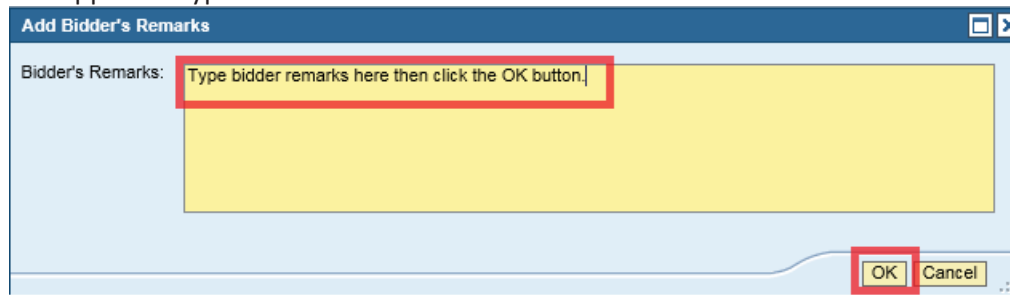 Add Bidder's Remarks
Bidder's Remarks:
Type bidder remarks here then click the OK button.
OK Cancel